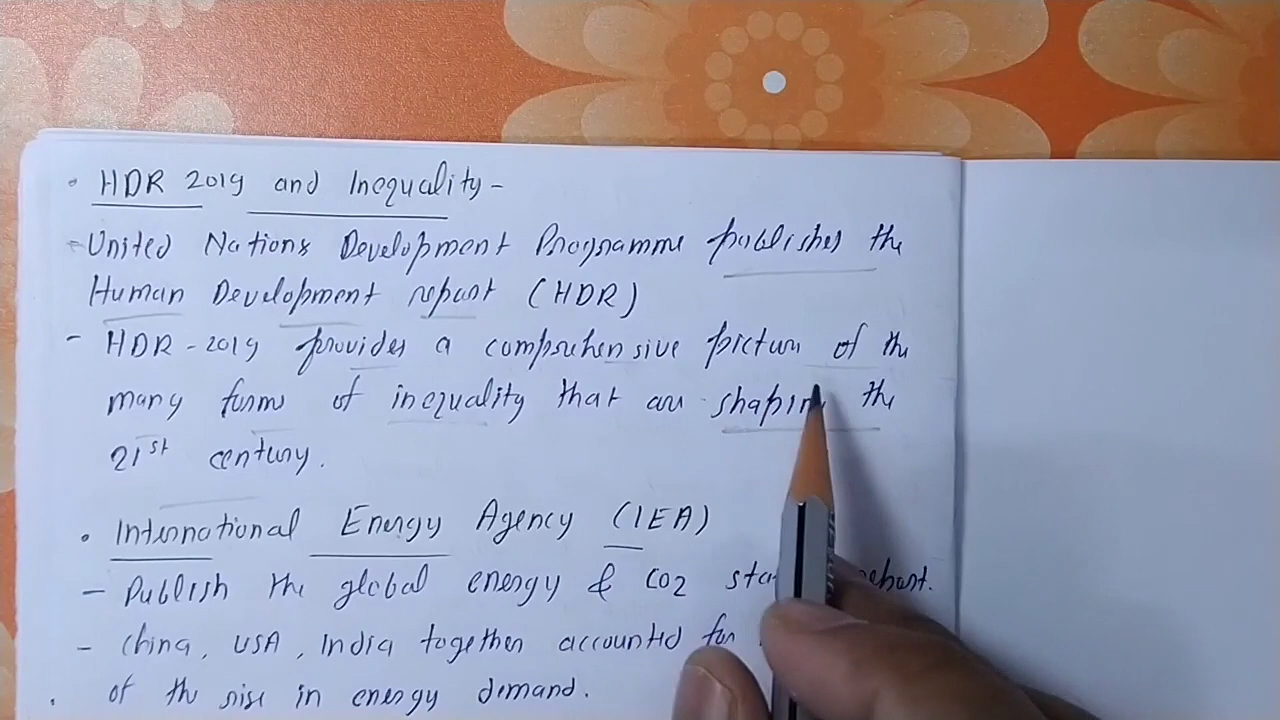 • HDR 2019 and Inequality -
- United Nations Development Programme publishes the
Human Development report (HDR)
- HDR - 2019 provides a comprehensive picture of the
many forms of inequality that are shaping the
21st century.
• International Energy Agency (IEA)
- Publish the global energy & CO2
- China, USA, India together accounted for
of the rise in energy demand.